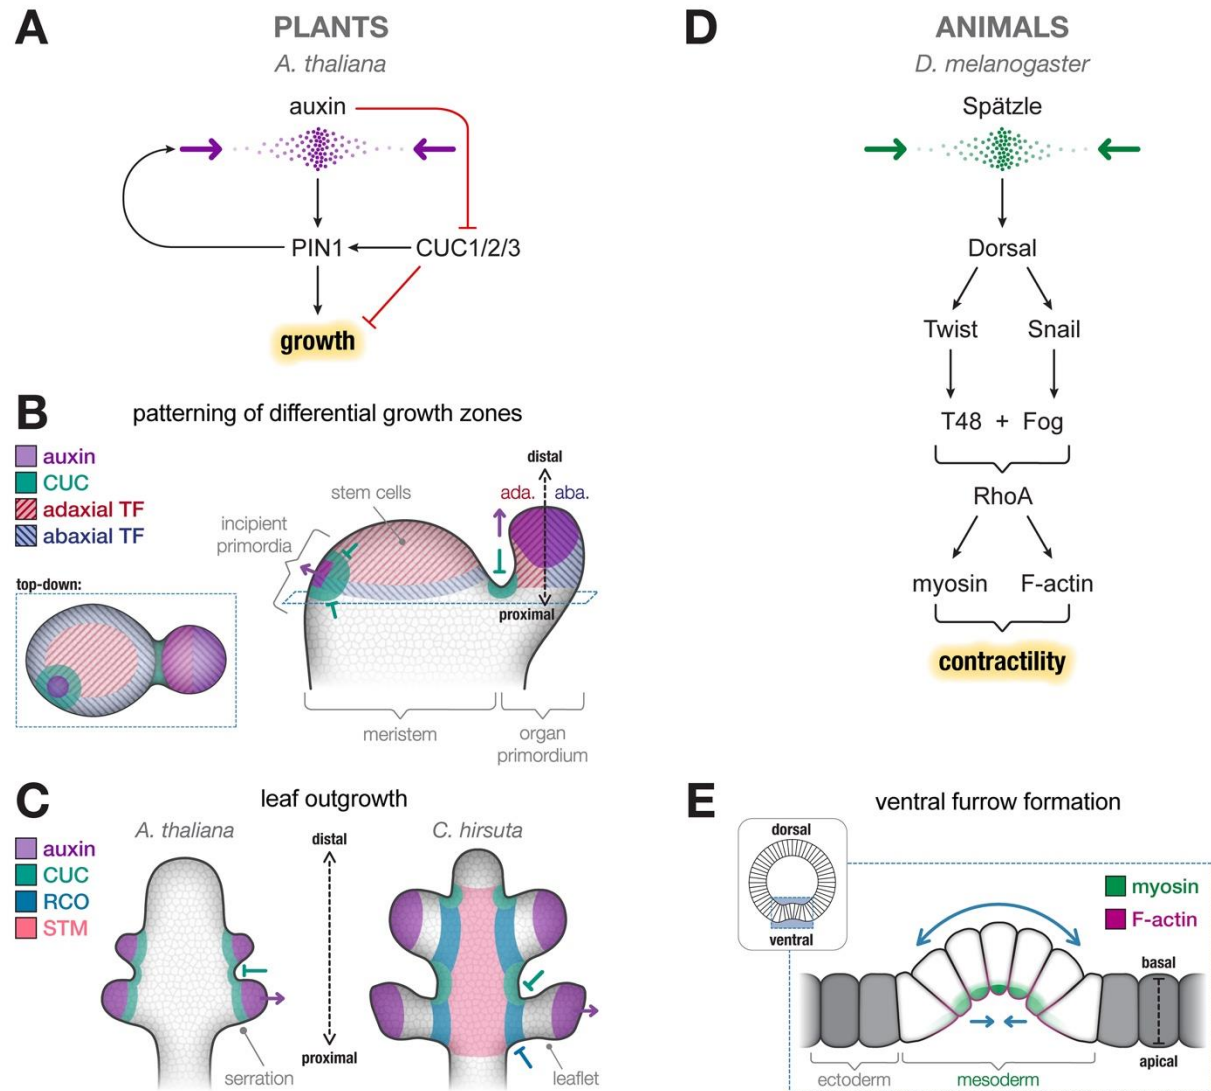 A
PLANTS
A. thaliana
auxin
PIN1
CUC1/2/3
growth
B
patterning of differential growth zones
auxin
CUC
adaxial TF
abaxial TF
top-down:
incipient
primordia
stem cells
distal
ada.
aba.
proximal
meristem
organ
primordium
C
leaf outgrowth
A. thaliana
C. hirsuta
auxin
CUC
RCO
STM
distal
proximal
serration
leaflet
D
ANIMALS
D. melanogaster
Spätzle
Dorsal
Twist
Snail
T48 + Fog
RhoA
myosin
F-actin
contractility
E
ventral furrow formation
dorsal
ventral
myosin
F-actin
basal
apical
ectoderm
mesoderm